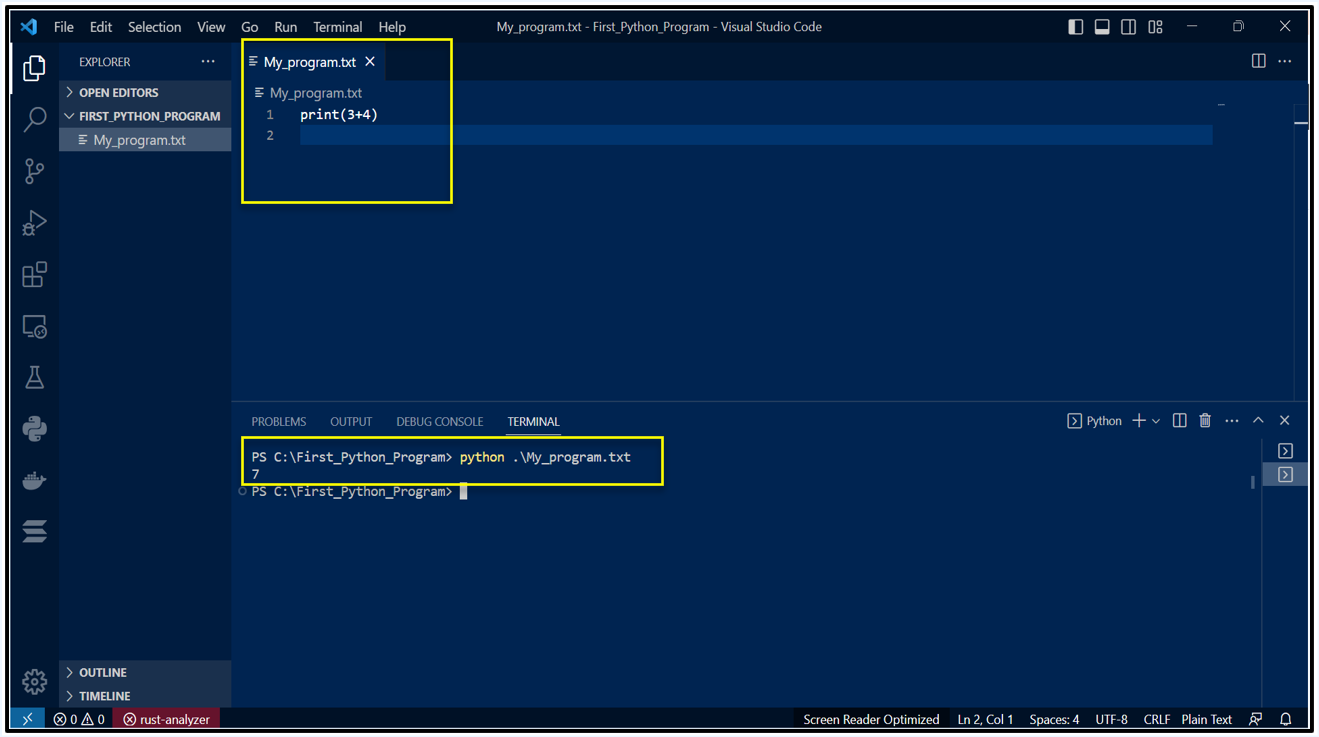 File Edit Selection View Go Run Terminal Help
My_program.txt - First_Python_Program - Visual Studio Code
EXPLORER
OPEN EDITORS
FIRST_PYTHON_PROGRAM
My_program.txt
My_program.txt
My_program.txt
1 print(3+4)
2
PROBLEMS OUTPUT DEBUG CONSOLE TERMINAL
Python
PS C:\First_Python_Program> python .\My_program.txt
7
PS C:\First_Python_Program>
OUTLINE
TIMELINE
0 0 rust-analyzer
Screen Reader Optimized Ln 2, Col 1 Spaces: 4 UTF-8 CRLF Plain Text